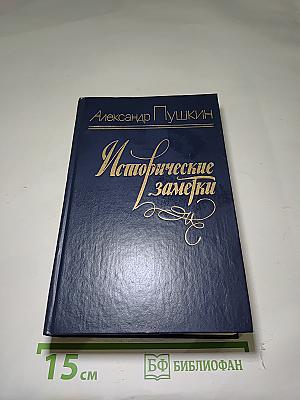 Александр Пушкин
Исторические
заметки
15 см
БФ БИБЛИОФАН